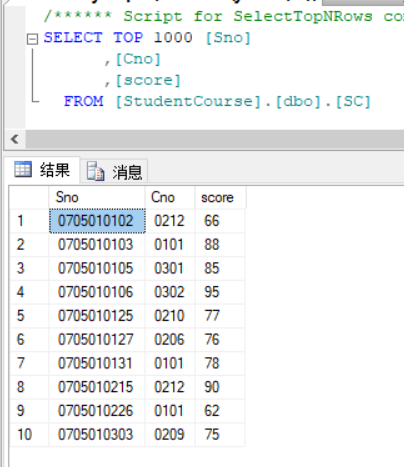 /****** Script for SelectTopNRows
SELECT TOP 1000 [Sno]
,[Cno]
,[score]
FROM [StudentCourse].[dbo].[SC]
结果 消息
Sno Cno score
1 0705010102 0212 66
2 0705010103 0101 88
3 0705010105 0301 85
4 0705010106 0302 95
5 0705010125 0210 77
6 0705010127 0206 76
7 0705010131 0101 78
8 0705010215 0212 90
9 0705010226 0101 62
10 0705010303 0209 75